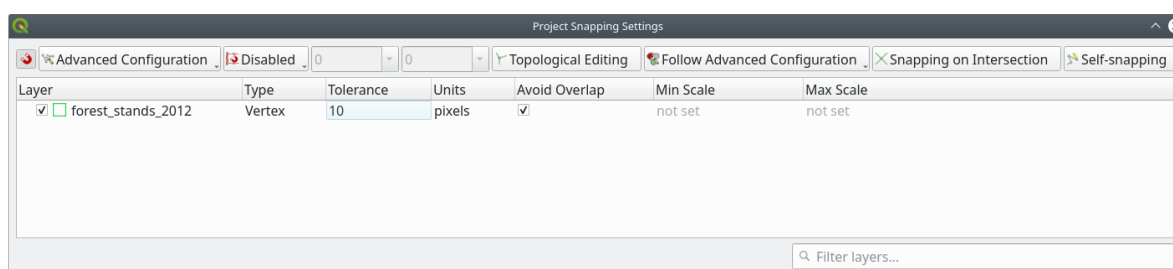 Project Snapping Settings
Advanced Configuration Disabled 0 0 Topological Editing Follow Advanced Configuration Snapping on Intersection Self-snapping
Layer Type Tolerance Units Avoid Overlap Min Scale Max Scale
forest_stands_2012 Vertex 10 pixels not set not set
Filter layers...